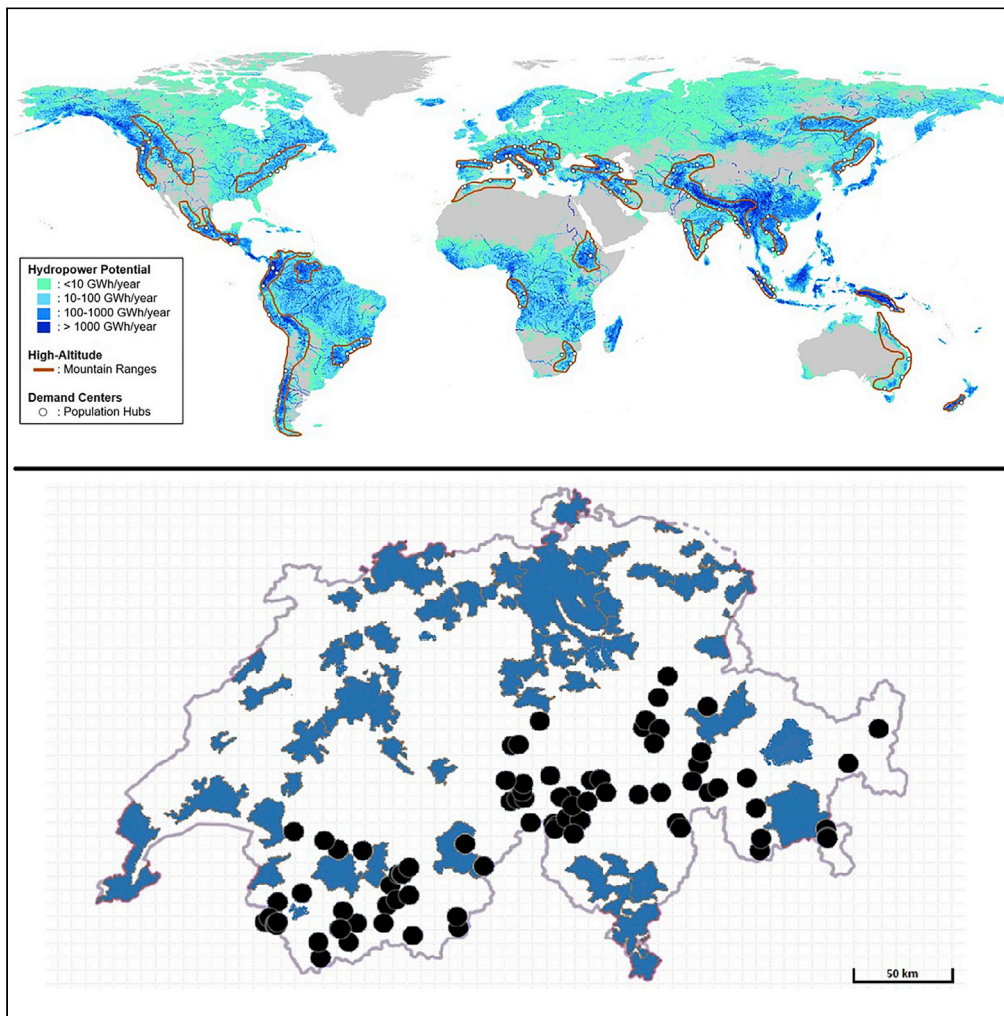 Hydropower Potential
: <10 GWh/year
: 10-100 GWh/year
: 100-1000 GWh/year
: > 1000 GWh/year
High-Altitude
: Mountain Ranges
Demand Centers
: Population Hubs
50 km